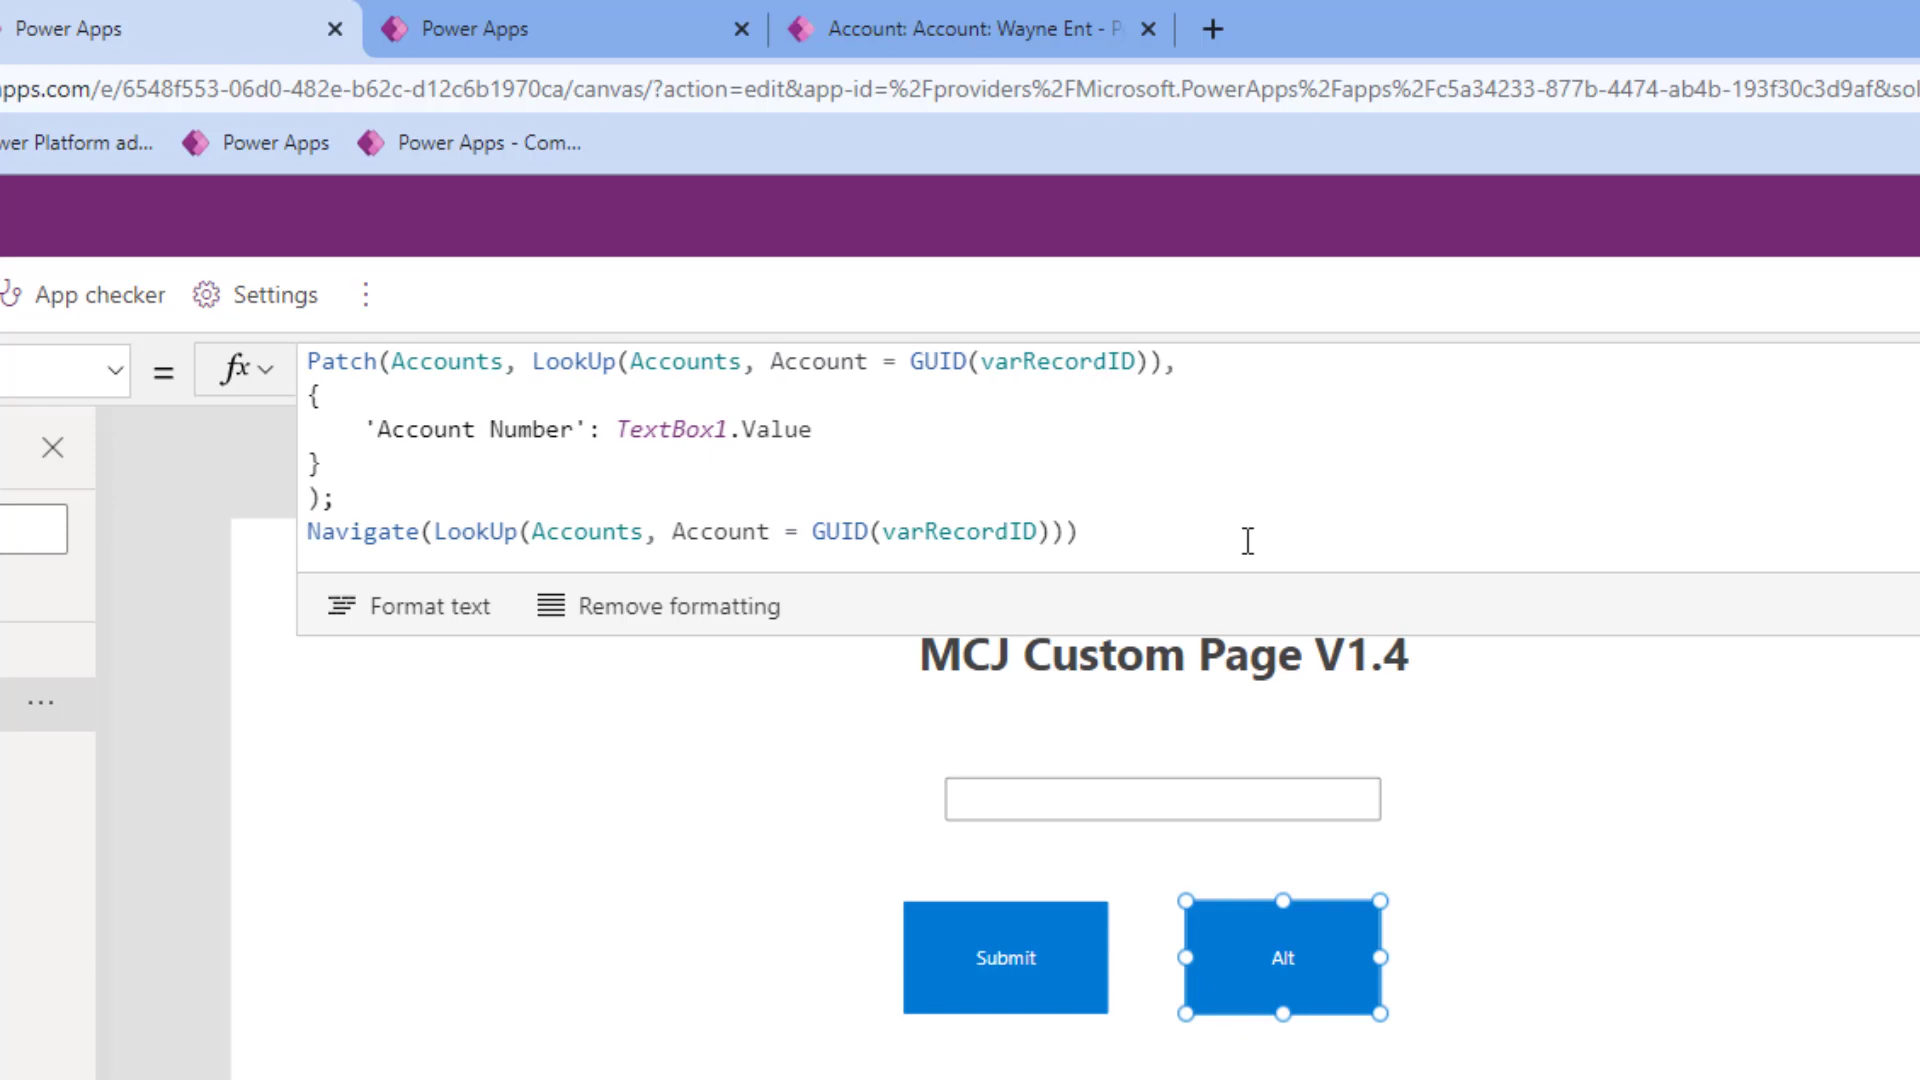 Power Apps
Power Apps
Account: Account: Wayne Ent - P
apps.com/e/6548f553-06d0-482e-b62c-d12c6b1970ca/canvas/?action=edit&app-id=%2Fproviders%2FMicrosoft.PowerApps%2Fapps%2Fc5a34233-877b-4474-ab4b-193f30c3d9af&sol
wer Platform ad...
Power Apps
Power Apps - Com...
App checker
Settings
=
fx
Patch(Accounts, LookUp(Accounts, Account = GUID(varRecordID)),
{
'Account Number': TextBox1.Value
}
);
Navigate(LookUp(Accounts, Account = GUID(varRecordID)))
Format text
Remove formatting
MCJ Custom Page V1.4
Submit
Alt